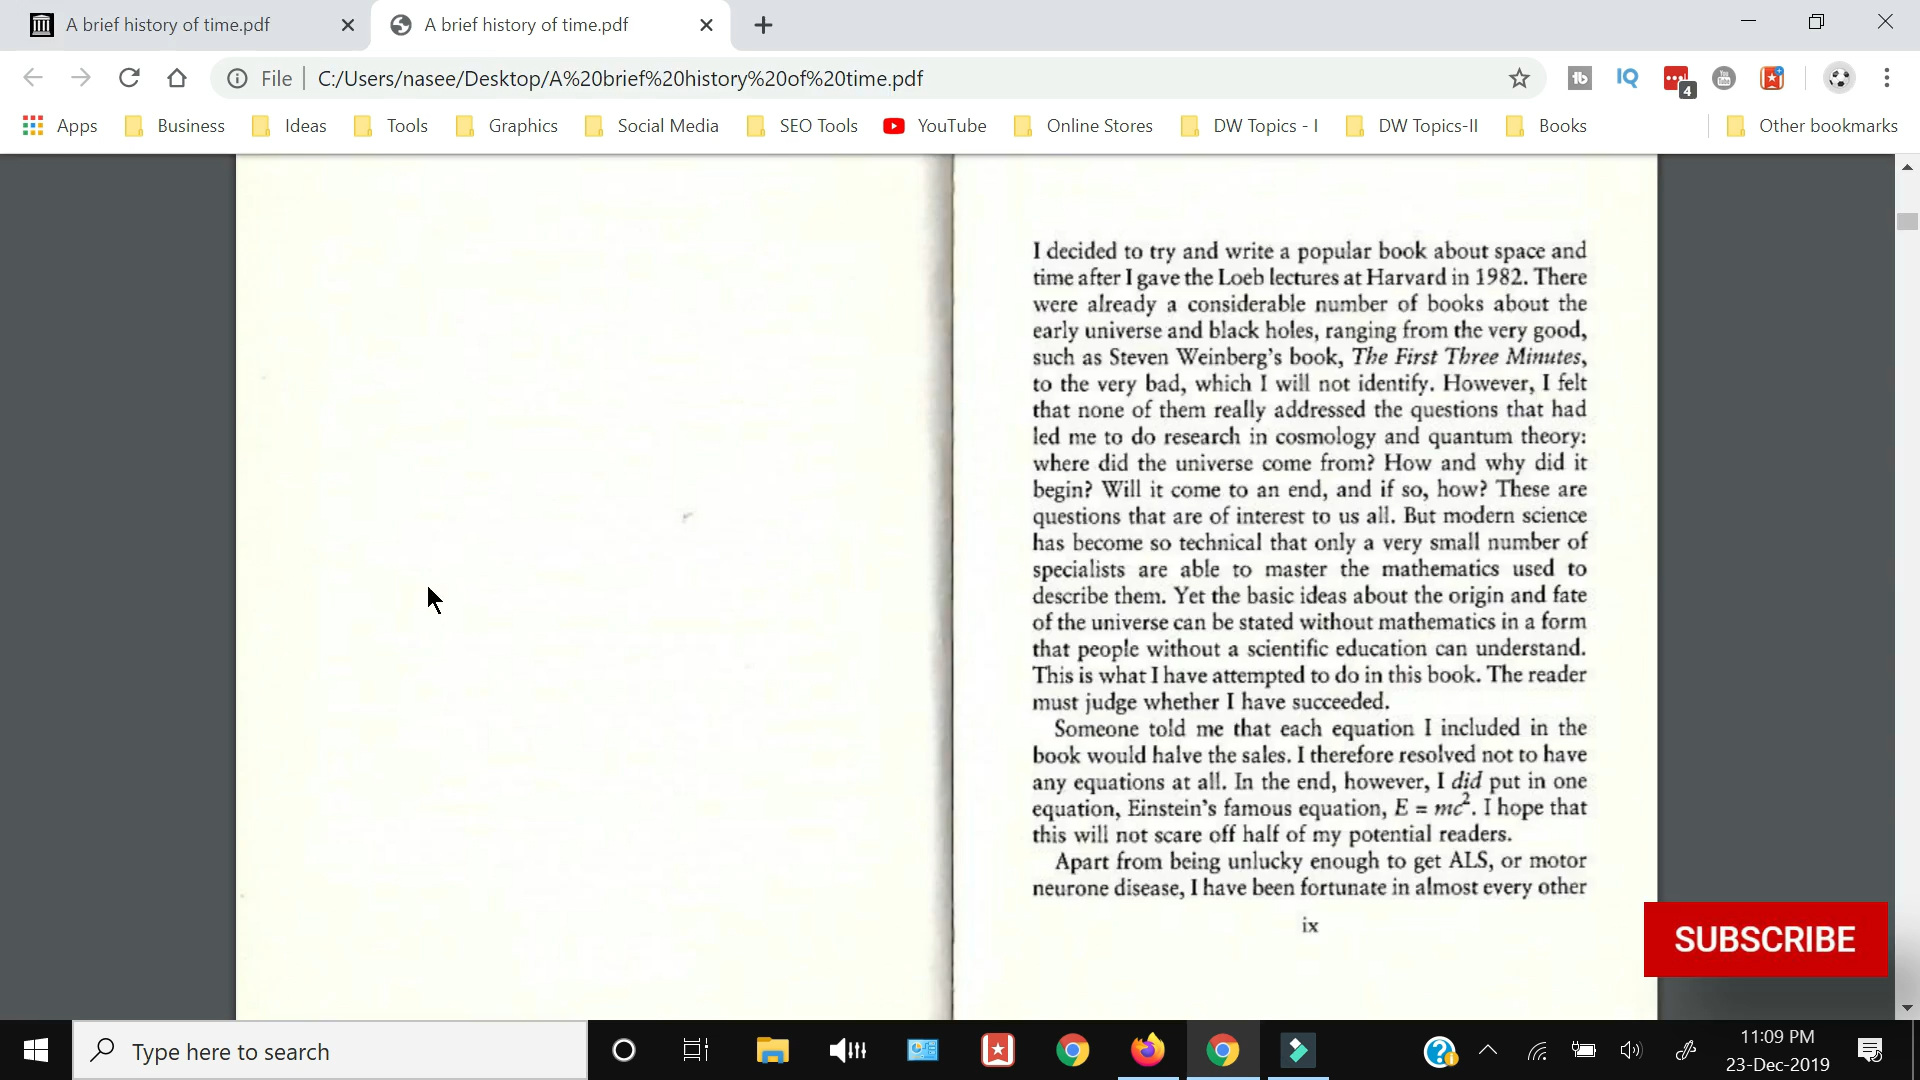 A brief history of time.pdf
A brief history of time.pdf
File
C:/Users/nasee/Desktop/A%20brief%20history%20of%20time.pdf
tb
IQ
4
Apps
Business
Ideas
Tools
Graphics
Social Media
SEO Tools
YouTube
Online Stores
DW Topics - I
DW Topics-II
Books
Other bookmarks
I decided to try and write a popular book about space and
time after I gave the Loeb lectures at Harvard in 1982. There
were already a considerable number of books about the
early universe and black holes, ranging from the very good,
such as Steven Weinberg's book, The First Three Minutes,
to the very bad, which I will not identify. However, I felt
that none of them really addressed the questions that had
led me to do research in cosmology and quantum theory:
where did the universe come from? How and why did it
begin? Will it come to an end, and if so, how? These are
questions that are of interest to us all. But modern science
has become so technical that only a very small number of
specialists are able to master the mathematics used to
describe them. Yet the basic ideas about the origin and fate
of the universe can be stated without mathematics in a form
that people without a scientific education can understand.
This is what I have attempted to do in this book. The reader
must judge whether I have succeeded.
Someone told me that each equation I included in the
book would halve the sales. I therefore resolved not to have
any equations at all. In the end, however, I did put in one
equation, Einstein's famous equation, E = mc². I hope that
this will not scare off half of my potential readers.
Apart from being unlucky enough to get ALS, or motor
neurone disease, I have been fortunate in almost every other
ix
SUBSCRIBE
Type here to search
11:09 PM
23-Dec-2019